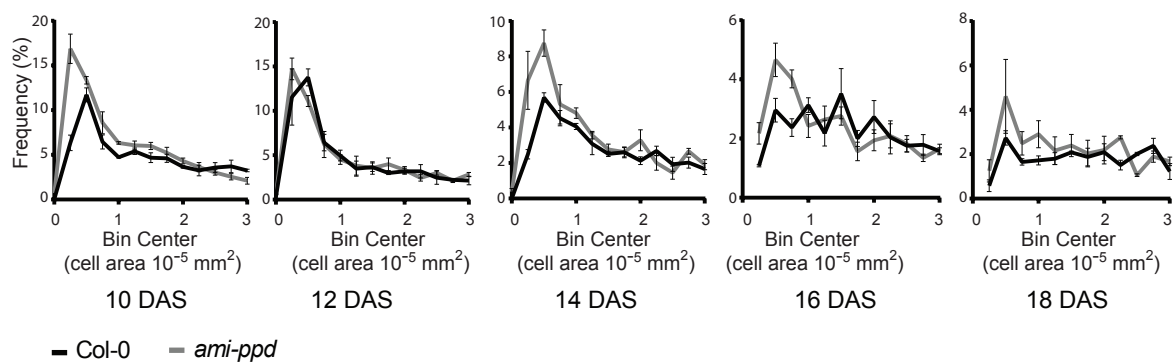 Frequency (%)
20
15
10
5
0
0 1 2 3
Bin Center
(cell area 10⁻⁵ mm²)
10 DAS
20
15
10
5
0
0 1 2 3
Bin Center
(cell area 10⁻⁵ mm²)
12 DAS
10
8
6
4
2
0
0 1 2 3
Bin Center
(cell area 10⁻⁵ mm²)
14 DAS
6
4
2
0
0 1 2 3
Bin Center
(cell area 10⁻⁵ mm²)
16 DAS
8
6
4
2
0
0 1 2 3
Bin Center
(cell area 10⁻⁵ mm²)
18 DAS
Col-0 ami-ppd